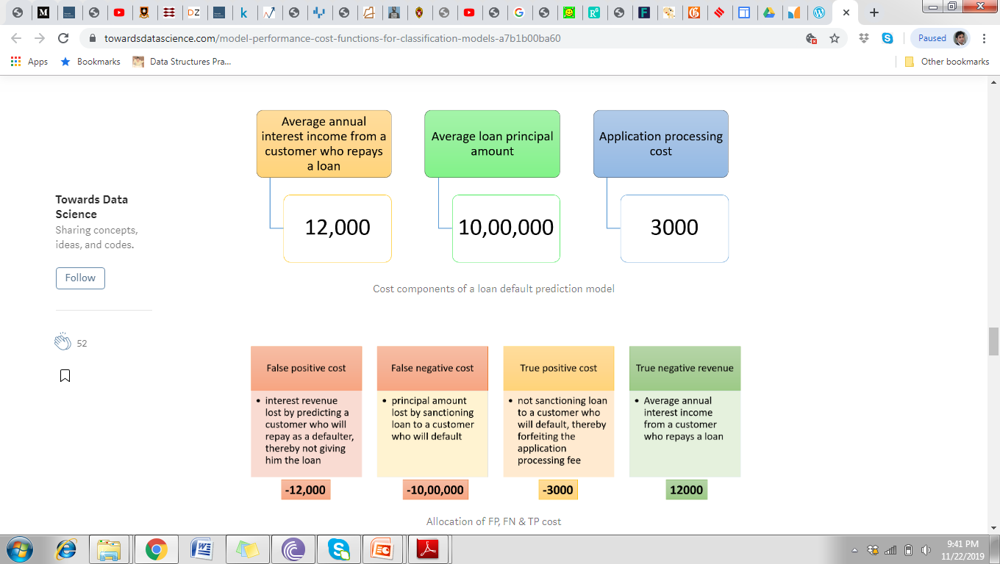 M
DZ
k
G
R
F
G
towardsdatascience.com/model-performance-cost-functions-for-classification-models-a7b1b00ba60
Paused
Apps
Bookmarks
Data Structures Pra...
Other bookmarks
Average annual
interest income from a
customer who repays
a loan
Average loan principal
amount
Application processing
cost
12,000
10,00,000
3000
Cost components of a loan default prediction model
Towards Data
Science
Sharing concepts,
ideas, and codes.
Follow
52
False positive cost
• interest revenue
lost by predicting a
customer who will
repay as a defaulter,
thereby not giving
him the loan
-12,000
False negative cost
• principal amount
lost by sanctioning
loan to a customer
who will default
-10,00,000
True positive cost
• not sanctioning loan
to a customer who
will default, thereby
forfeiting the
application
processing fee
-3000
True negative revenue
• Average annual
interest income
from a customer
who repays a loan
12000
Allocation of FP, FN & TP cost
9:41 PM
11/22/2019